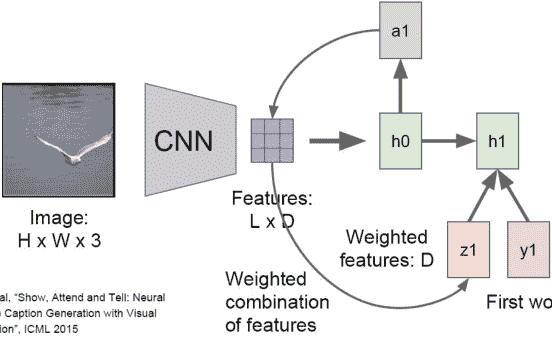 a1
CNN
h0
h1
Image:
H x W x 3
Features:
L x D
Weighted
features: D
z1
y1
Weighted
combination
of features
First wo
al, "Show, Attend and Tell: Neural
Caption Generation with Visual
ion", ICML 2015